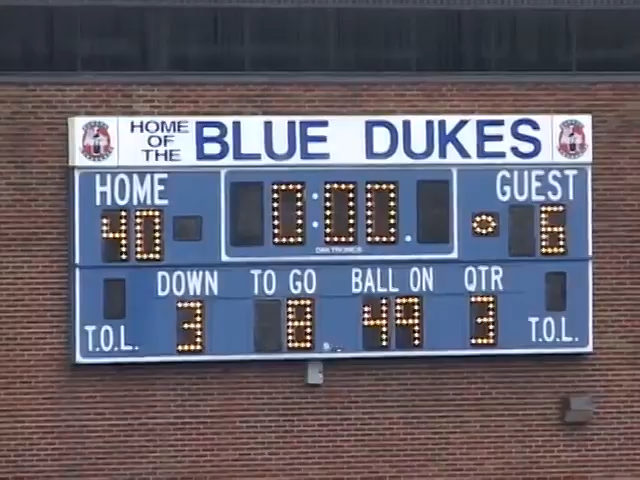 HOME
OF
THE
BLUE DUKES
HOME 0:00 GUEST
40 6
DOWN TO GO BALL ON QTR
T.O.L. 3 8 49 3 T.O.L.